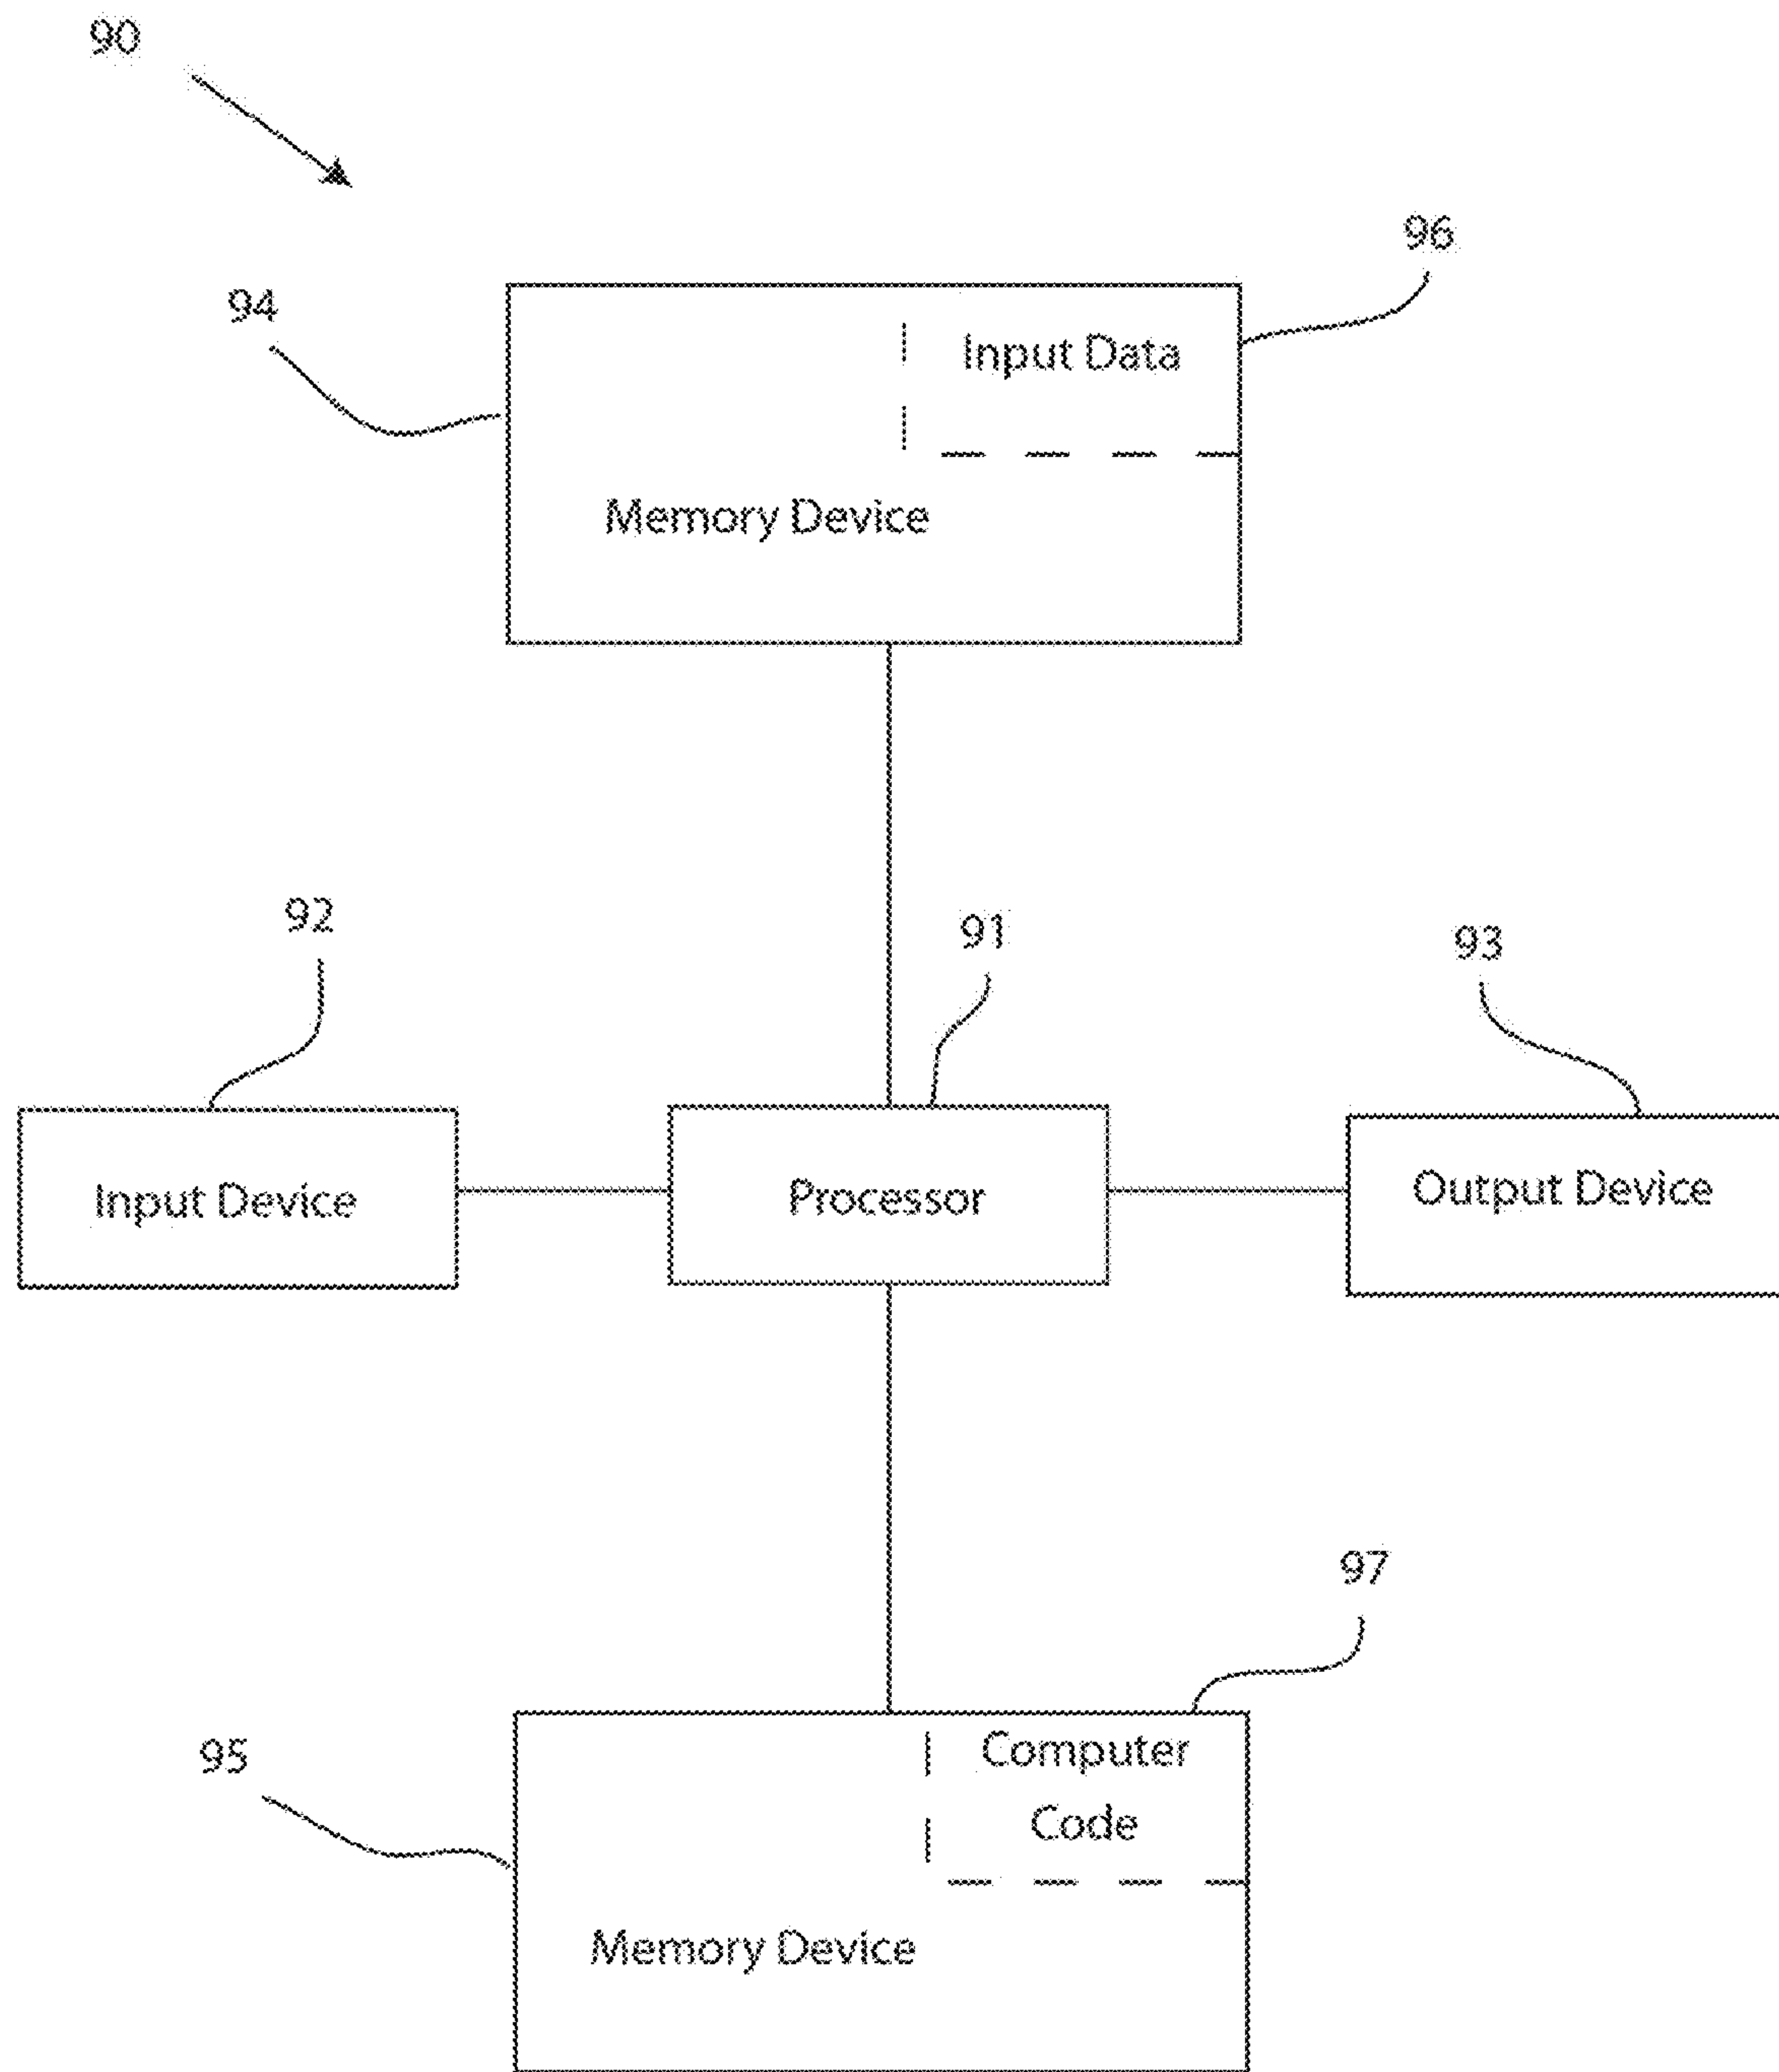 90
96
94
Input Data
Memory Device
92
91
93
Input Device
Processor
Output Device
97
95
Computer
Code
Memory Device